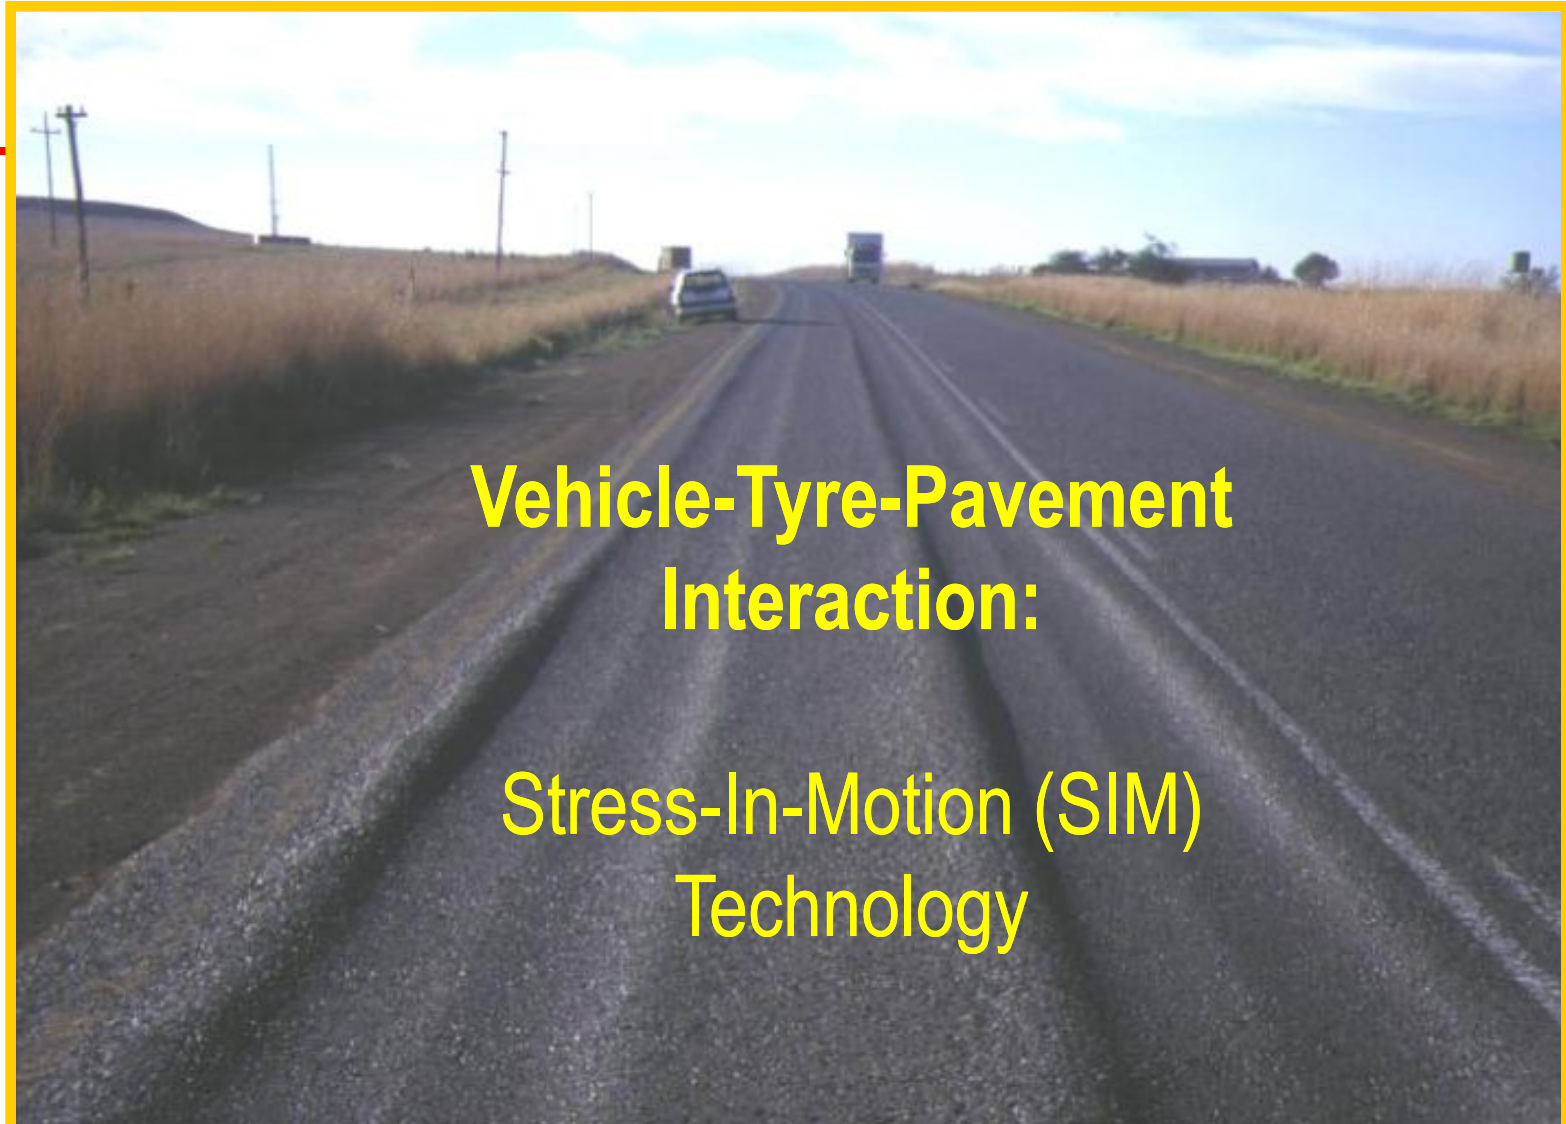 Vehicle-Tyre-Pavement
Interaction:
Stress-In-Motion (SIM)
Technology